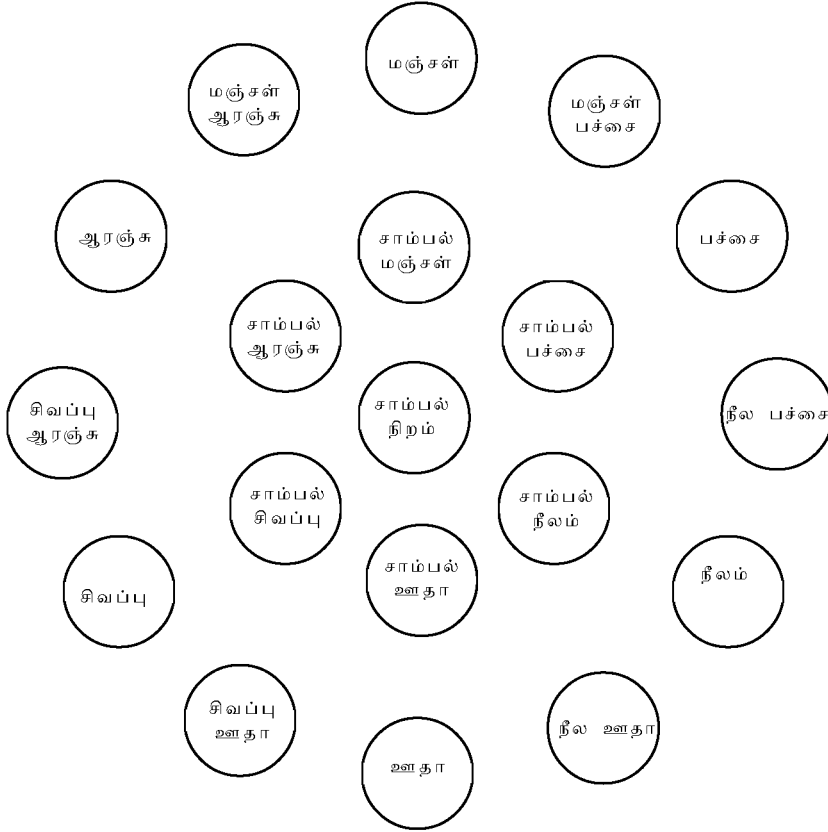 மஞ்சள்
மஞ்சள்
ஆரஞ்சு
மஞ்சள்
பச்சை
ஆரஞ்சு
சாம்பல்
மஞ்சள்
பச்சை
சாம்பல்
ஆரஞ்சு
சாம்பல்
பச்சை
சிவப்பு
ஆரஞ்சு
சாம்பல்
நிறம்
நீல பச்சை
சாம்பல்
சிவப்பு
சாம்பல்
நீலம்
சிவப்பு
சாம்பல்
ஊதா
நீலம்
சிவப்பு
ஊதா
ஊதா
நீல ஊதா